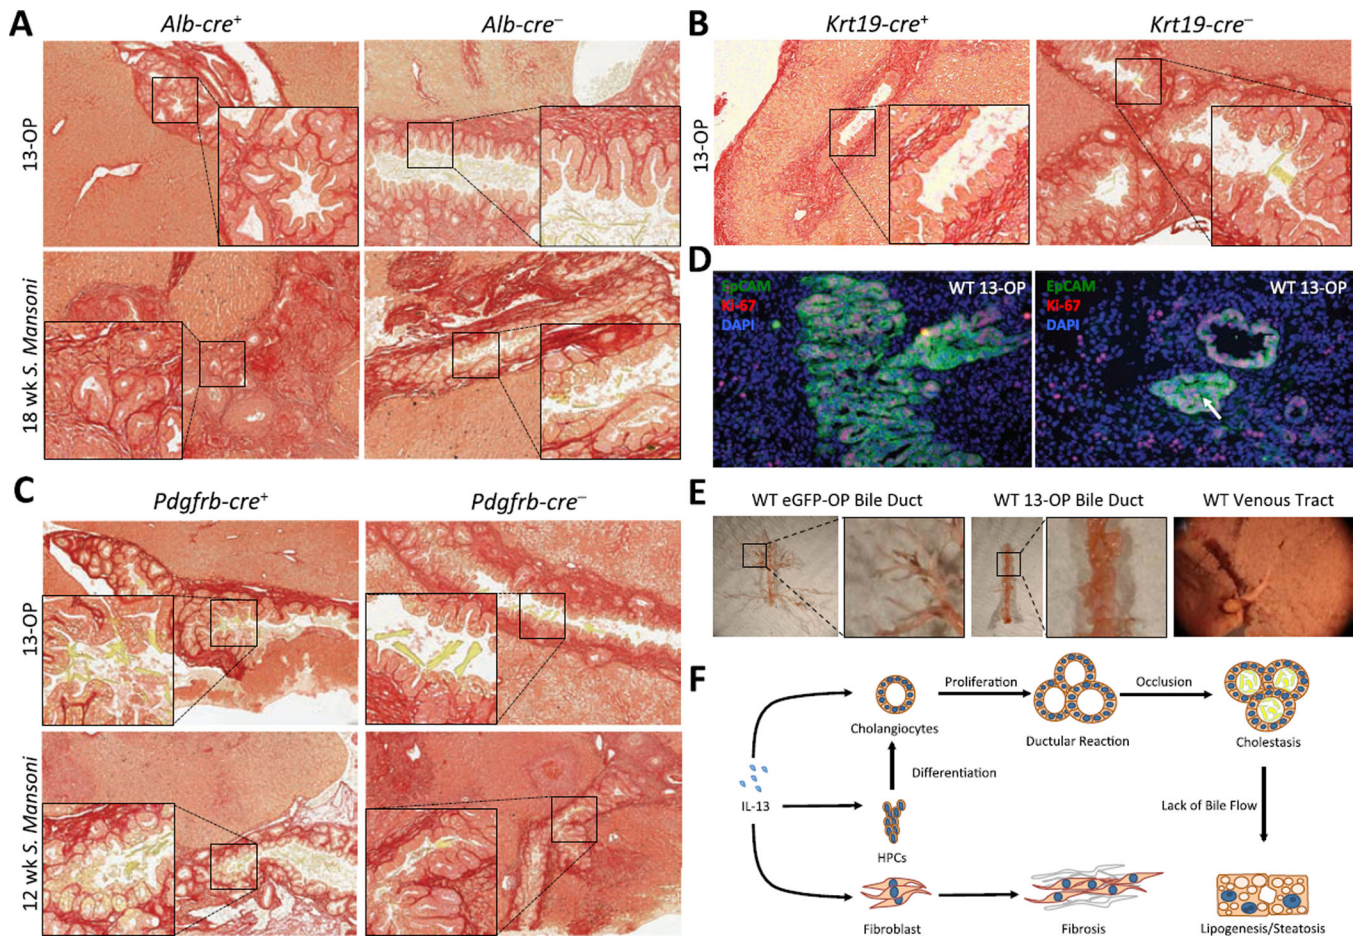 A
Alb-cre+
Alb-cre–
13-OP
18 wk S. Mansoni
B
Krt19-cre+
Krt19-cre–
13-OP
D
EpCAM
Ki-67
DAPI
WT 13-OP
EpCAM
Ki-67
DAPI
WT 13-OP
C
Pdgfrb-cre+
Pdgfrb-cre–
13-OP
12 wk S. Mansoni
E
WT eGFP-OP Bile Duct
WT 13-OP Bile Duct
WT Venous Tract
F
Proliferation
Occlusion
Cholangiocytes
Ductular Reaction
Cholestasis
Differentiation
IL-13
Lack of Bile Flow
HPCs
Fibroblast
Fibrosis
Lipogenesis/Steatosis